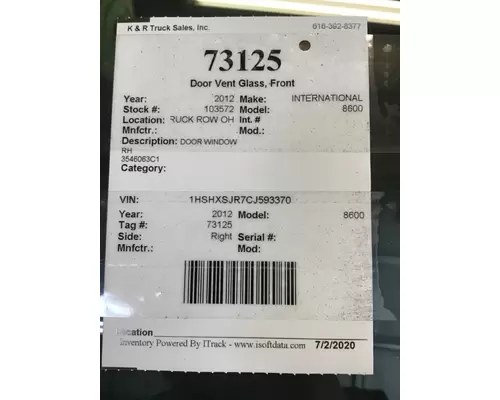 K & R Truck Sales, Inc. 616-392-8377
73125
Door Vent Glass, Front
Year: 2012 Make: INTERNATIONAL
Stock #: 103572 Model: 8600
Location: RUCK ROW OH Int. #
Mnfctr.: Mod.:
Description: DOOR WINDOW
RH
3546063C1
Category:
VIN: 1HSHXSJR7CJ593370
Year: 2012 Model: 8600
Tag #: 73125
Side: Right Serial #:
Mnfctr.: Mod:
Location
Inventory Powered By ITrack - www.isoftdata.com 7/2/2020